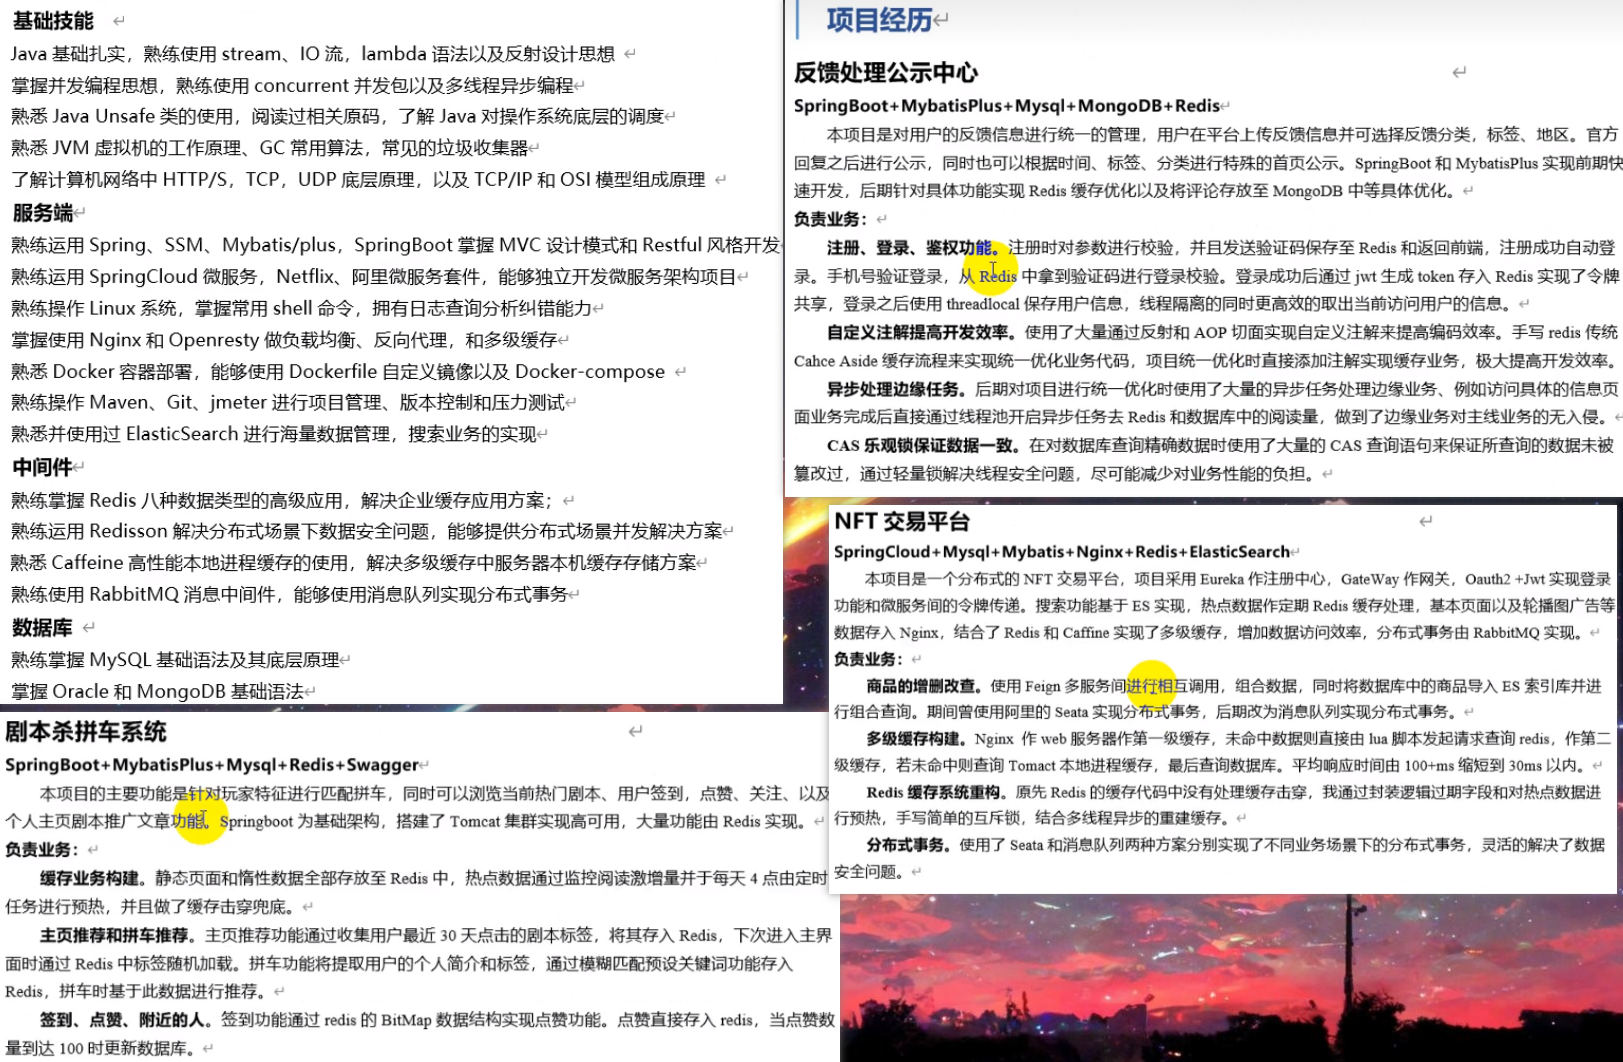 基础技能
Java 基础扎实，熟练使用 stream、IO 流，lambda 语法以及反射设计思想
掌握并发编程思想，熟练使用 concurrent 并发包以及多线程异步编程
熟悉 Java Unsafe 类的使用，阅读过相关原码，了解 Java 对操作系统底层的调度
熟悉 JVM 虚拟机的工作原理、GC 常用算法，常见的垃圾收集器
了解计算机网络中 HTTP/S，TCP，UDP 底层原理，以及 TCP/IP 和 OSI 模型组成原理
服务端
熟练运用 Spring、SSM、Mybatis/plus，SpringBoot 掌握 MVC 设计模式和 Restful 风格开发
熟练运用 SpringCloud 微服务，Netflix、阿里微服务套件，能够独立开发微服务架构项目
熟练操作 Linux 系统，掌握常用 shell 命令，拥有日志查询分析纠错能力
掌握使用 Nginx 和 Openresty 做负载均衡、反向代理，和多级缓存
熟悉 Docker 容器部署，能够使用 Dockerfile 自定义镜像以及 Docker-compose
熟练操作 Maven、Git、jmeter 进行项目管理、版本控制和压力测试
熟悉并使用过 ElasticSearch 进行海量数据管理，搜索业务的实现
中间件
熟练掌握 Redis 八种数据类型的高级应用，解决企业缓存应用方案；
熟练运用 Redisson 解决分布式场景下数据安全问题，能够提供分布式场景并发解决方案
熟悉 Caffeine 高性能本地进程缓存的使用，解决多级缓存中服务器本机缓存存储方案
熟练使用 RabbitMQ 消息中间件，能够使用消息队列实现分布式事务
数据库
熟练掌握 MySQL 基础语法及其底层原理
掌握 Oracle 和 MongoDB 基础语法
剧本杀拼车系统
SpringBoot+MybatisPlus+Mysql+Redis+Swagger
本项目的主要功能是针对玩家特征进行匹配拼车，同时可以浏览当前热门剧本、用户签到，点赞、关注、以及
个人主页剧本推广文章功能。Springboot 为基础架构，搭建了 Tomcat 集群实现高可用，大量功能由 Redis 实现。
负责业务：
缓存业务构建。静态页面和惰性数据全部存放至 Redis 中，热点数据通过监控阅读激增量并于每天 4 点由定时
任务进行预热，并且做了缓存击穿兜底。
主页推荐和拼车推荐。主页推荐功能通过收集用户最近 30 天点击的剧本标签，将其存入 Redis，下次进入主界
面时通过 Redis 中标签随机加载。拼车功能将提取用户的个人简介和标签，通过模糊匹配预设关键词功能存入
Redis，拼车时基于此数据进行推荐。
签到、点赞、附近的人。签到功能通过 redis 的 BitMap 数据结构实现点赞功能。点赞直接存入 redis，当点赞数
量到达 100 时更新数据库。
项目经历
反馈处理公示中心
SpringBoot+MybatisPlus+Mysql+MongoDB+Redis
本项目是对用户的反馈信息进行统一的管理，用户在平台上传反馈信息并可选择反馈分类，标签、地区。官方
回复之后进行公示，同时也可以根据时间、标签、分类进行特殊的首页公示。SpringBoot 和 MybatisPlus 实现前期快
速开发，后期针对具体功能实现 Redis 缓存优化以及将评论存放至 MongoDB 中等具体优化。
负责业务：
注册、登录、鉴权功能。注册时对参数进行校验，并且发送验证码保存至 Redis 和返回前端，注册成功自动登
录。手机号验证登录，从 Redis 中拿到验证码进行登录校验。登录成功后通过 jwt 生成 token 存入 Redis 实现了令牌
共享，登录之后使用 threadlocal 保存用户信息，线程隔离的同时更高效的取出当前访问用户的信息。
自定义注解提高开发效率。使用了大量通过反射和 AOP 切面实现自定义注解来提高编码效率。手写 redis 传统
Cahce Aside 缓存流程来实现统一优化业务代码，项目统一优化时直接添加注解实现缓存业务，极大提高开发效率。
异步处理边缘任务。后期对项目进行统一优化时使用了大量的异步任务处理边缘业务、例如访问具体的信息页
面业务完成后直接通过线程池开启异步任务去 Redis 和数据库中的阅读量，做到了边缘业务对主线业务的无入侵。
CAS 乐观锁保证数据一致。在对数据库查询精确数据时使用了大量的 CAS 查询语句来保证所查询的数据未被
篡改过，通过轻量锁解决线程安全问题，尽可能减少对业务性能的负担。
NFT 交易平台
SpringCloud+Mysql+Mybatis+Nginx+Redis+ElasticSearch
本项目是一个分布式的 NFT 交易平台，项目采用 Eureka 作注册中心，GateWay 作网关，Oauth2 +Jwt 实现登录
功能和微服务间的令牌传递。搜索功能基于 ES 实现，热点数据作定期 Redis 缓存处理，基本页面以及轮播图广告等
数据存入 Nginx，结合了 Redis 和 Caffine 实现了多级缓存，增加数据访问效率，分布式事务由 RabbitMQ 实现。
负责业务：
商品的增删改查。使用 Feign 多服务间进行相互调用，组合数据，同时将数据库中的商品导入 ES 索引库并进
行组合查询。期间曾使用阿里的 Seata 实现分布式事务，后期改为消息队列实现分布式事务。
多级缓存构建。Nginx 作 web 服务器作第一级缓存，未命中数据则直接由 lua 脚本发起请求查询 redis，作第二
级缓存，若未命中则查询 Tomact 本地进程缓存，最后查询数据库。平均响应时间由 100+ms 缩短到 30ms 以内。
Redis 缓存系统重构。原先 Redis 的缓存代码中没有处理缓存击穿，我通过封装逻辑过期字段和对热点数据进
行预热，手写简单的互斥锁，结合多线程异步的重建缓存。
分布式事务。使用了 Seata 和消息队列两种方案分别实现了不同业务场景下的分布式事务，灵活的解决了数据
安全问题。